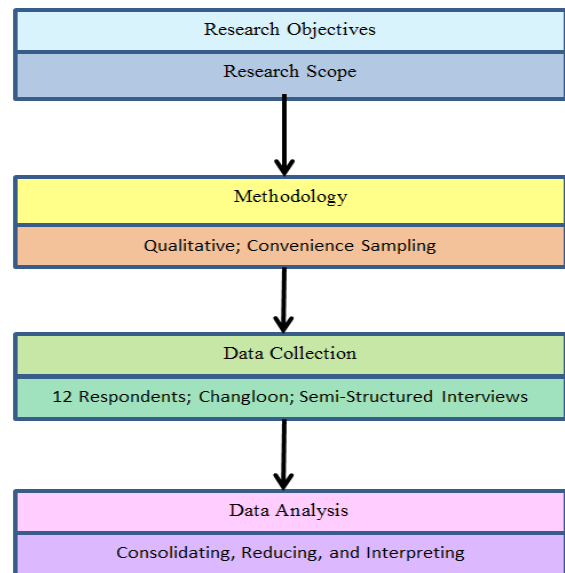 Research Objectives
Research Scope
Methodology
Qualitative; Convenience Sampling
Data Collection
12 Respondents; Changloon; Semi-Structured Interviews
Data Analysis
Consolidating, Reducing, and Interpreting